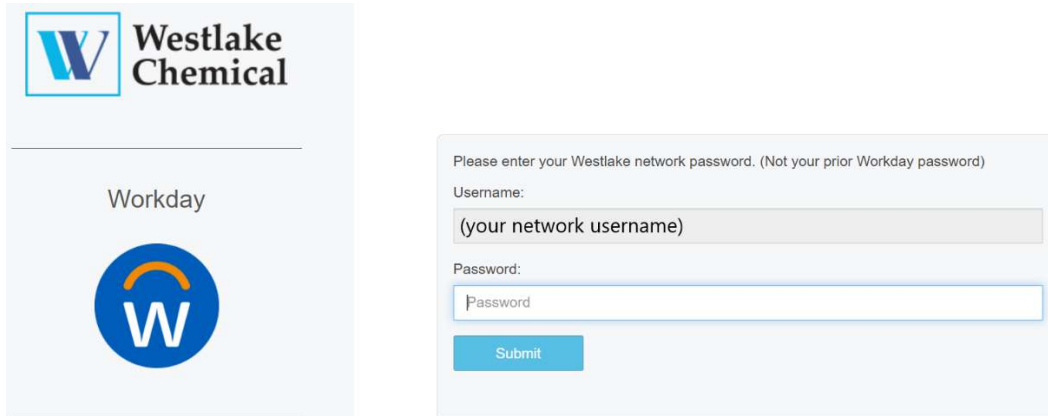 Westlake
Chemical
Workday
W
Please enter your Westlake network password. (Not your prior Workday password)
Username:
(your network username)
Password:
Password
Submit